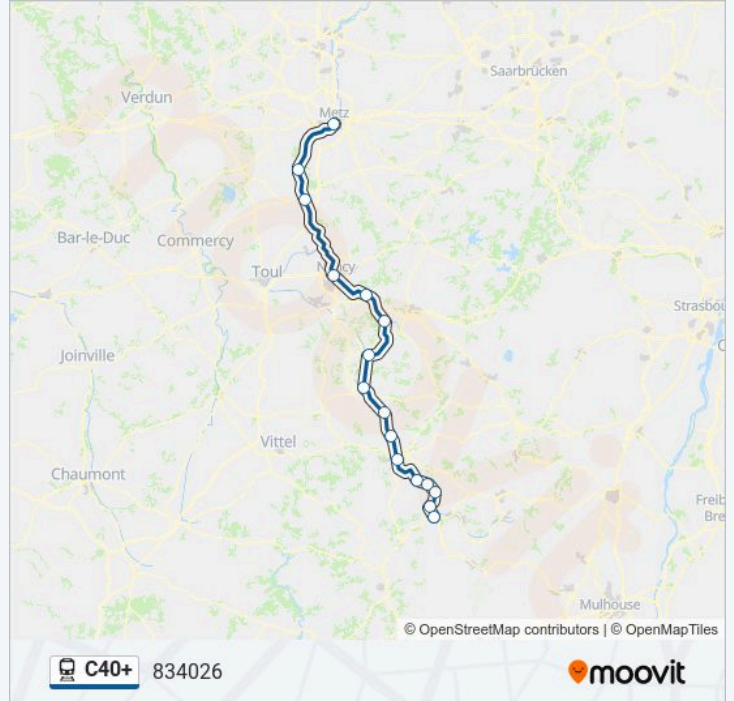 Saarbrücken
Verdun
Metz
Bar-le-Duc
Commercy
Toul
Nancy
Strasbou
Joinville
Vittel
Chaumont
Freib
Bre
Mulhouse
© OpenStreetMap contributors | © OpenMapTiles
C40+ 834026
moovit